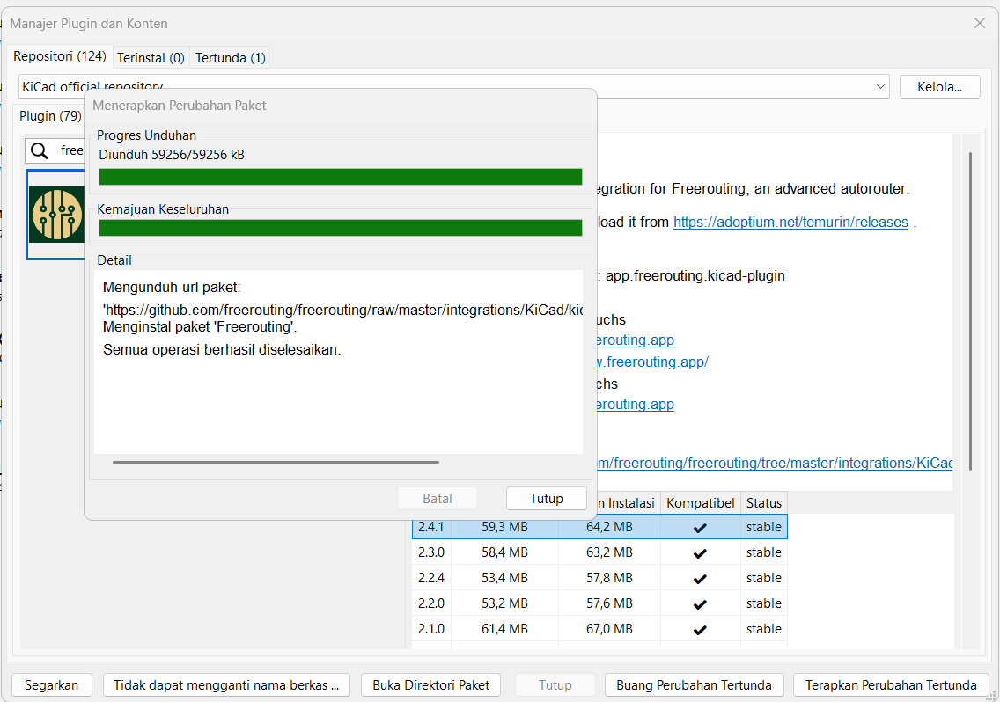 Manajer Plugin dan Konten
Repositori (124) Terinstal (0) Tertunda (1)
KiCad official repository Kelola...
Plugin (79)
free
Menerapkan Perubahan Paket
Progres Unduhan
Diunduh 59256/59256 kB
Kemajuan Keseluruhan
Detail
Mengunduh url paket:
'https://github.com/freerouting/freerouting/raw/master/integrations/KiCad/kic
Menginstal paket 'Freerouting'.
Semua operasi berhasil diselesaikan.
Batal Tutup
egration for Freerouting, an advanced autorouter.
load it from https://adoptium.net/temurin/releases .
: app.freerouting.kicad-plugin
uchs
erouting.app
w.freerouting.app/
chs
erouting.app
om/freerouting/freerouting/tree/master/integrations/KiCad
n Instalasi Kompatibel Status
2.4.1 59,3 MB 64,2 MB ✔ stable
2.3.0 58,4 MB 63,2 MB ✔ stable
2.2.4 53,4 MB 57,8 MB ✔ stable
2.2.0 53,2 MB 57,6 MB ✔ stable
2.1.0 61,4 MB 67,0 MB ✔ stable
Segarkan Tidak dapat mengganti nama berkas ... Buka Direktori Paket Tutup Buang Perubahan Tertunda Terapkan Perubahan Tertunda